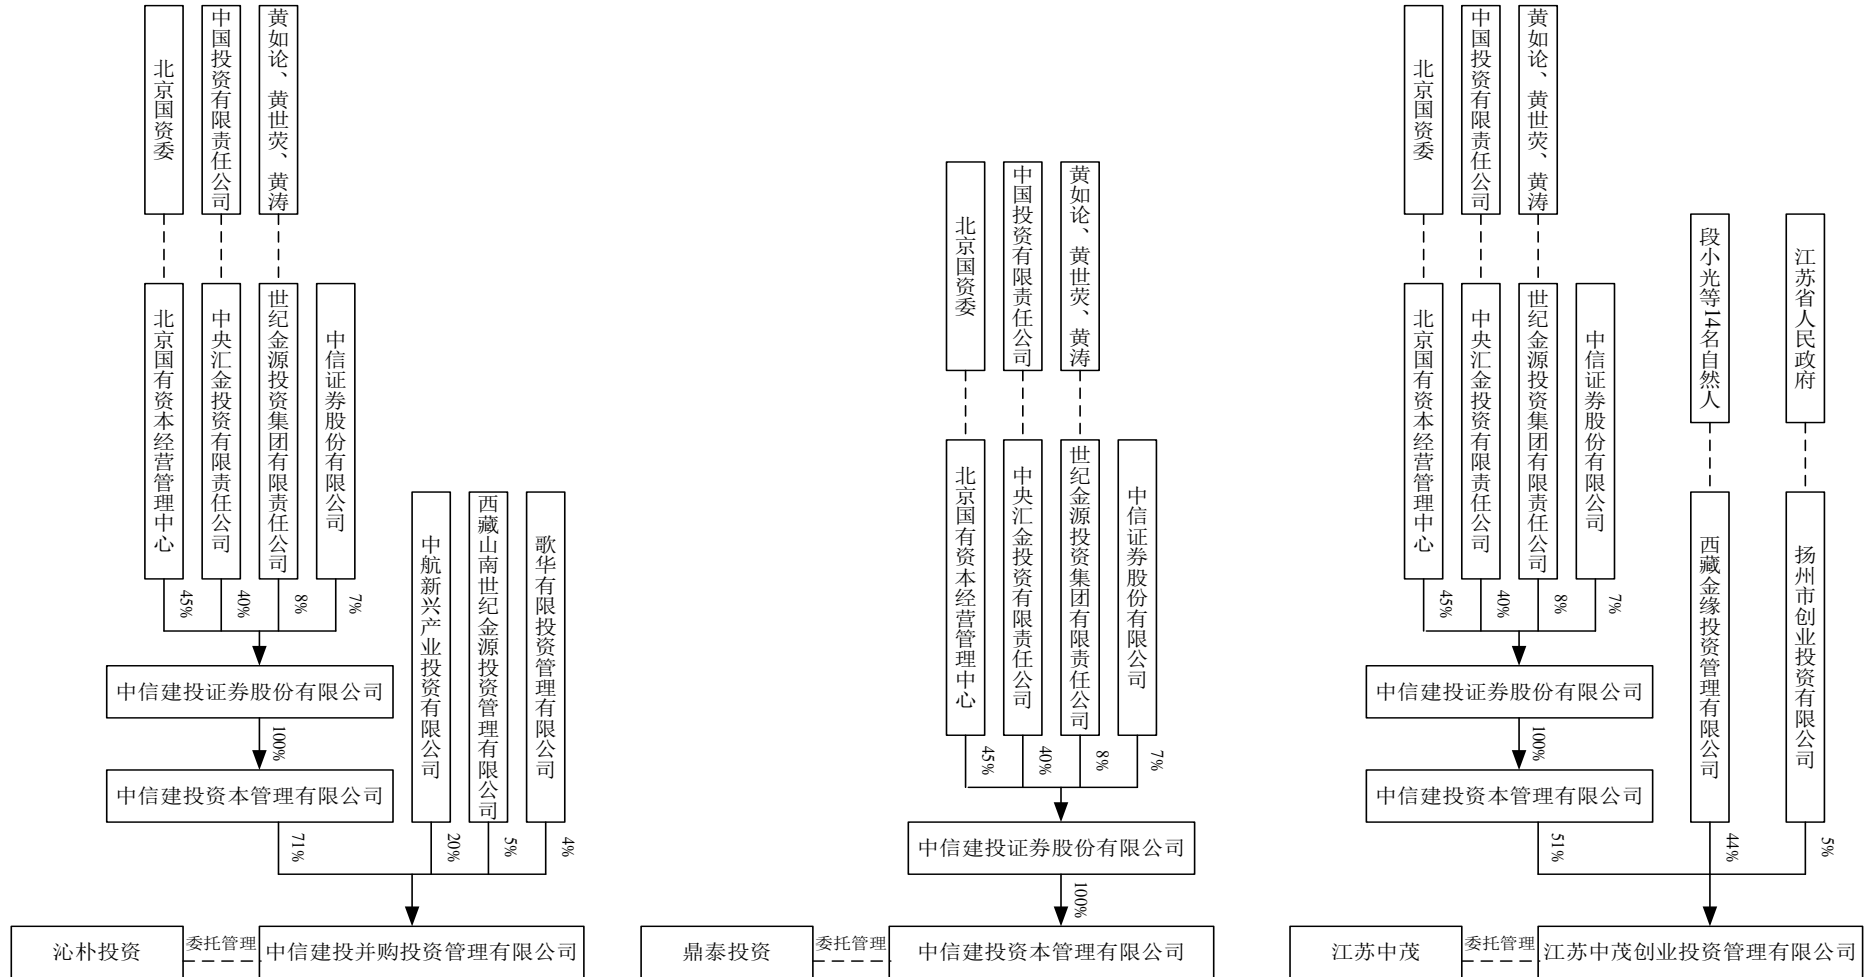 北京国资委
中国投资有限责任公司
黄如论、黄世荧、黄涛
北京国有资本经营管理中心
中央汇金投资有限责任公司
世纪金源投资集团有限责任公司
中信证券股份有限公司
45%
40%
8%
7%
中信建投证券股份有限公司
100%
中信建投资本管理有限公司
中航新兴产业投资有限公司
西藏山南世纪金源投资管理有限公司
歌华有限投资管理有限公司
71%
20%
5%
4%
沁朴投资
委托管理
中信建投并购投资管理有限公司
北京国资委
中国投资有限责任公司
黄如论、黄世荧、黄涛
北京国有资本经营管理中心
中央汇金投资有限责任公司
世纪金源投资集团有限责任公司
中信证券股份有限公司
45%
40%
8%
7%
中信建投证券股份有限公司
100%
鼎泰投资
委托管理
中信建投资本管理有限公司
北京国资委
中国投资有限责任公司
黄如论、黄世荧、黄涛
北京国有资本经营管理中心
中央汇金投资有限责任公司
世纪金源投资集团有限责任公司
中信证券股份有限公司
45%
40%
8%
7%
中信建投证券股份有限公司
100%
中信建投资本管理有限公司
段小光等14名自然人
江苏省人民政府
西藏金缘投资管理有限公司
扬州市创业投资有限公司
51%
44%
5%
江苏中茂
委托管理
江苏中茂创业投资管理有限公司